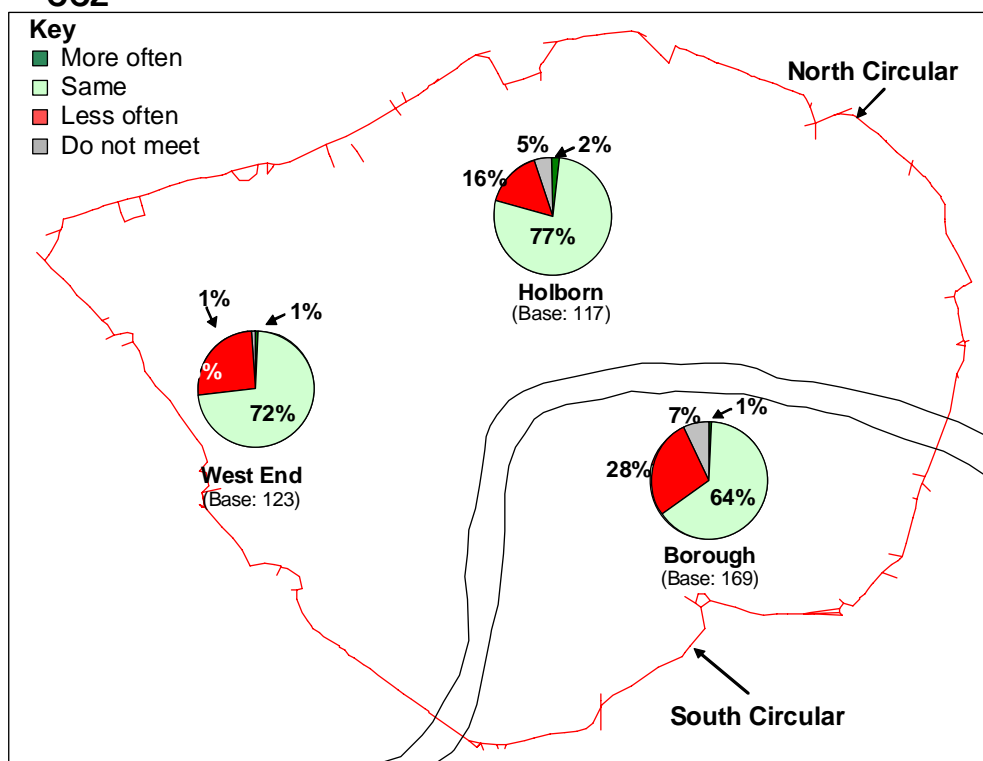 Key
More often
Same
Less often
Do not meet
North Circular
5%
2%
16%
77%
Holborn
(Base: 117)
1%
1%
%
72%
West End
(Base: 123)
7%
1%
28%
64%
Borough
(Base: 169)
South Circular